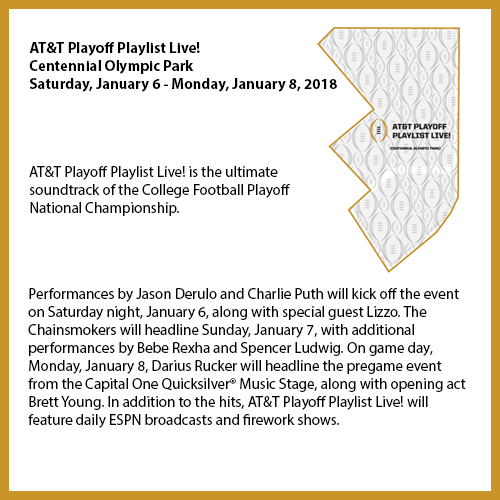 AT&T Playoff Playlist Live!
Centennial Olympic Park
Saturday, January 6 - Monday, January 8, 2018
AT&T PLAYOFF
PLAYLIST LIVE!
(CENTENNIAL OLYMPIC PARK)
AT&T Playoff Playlist Live! is the ultimate
soundtrack of the College Football Playoff
National Championship.
Performances by Jason Derulo and Charlie Puth will kick off the event
on Saturday night, January 6, along with special guest Lizzo. The
Chainsmokers will headline Sunday, January 7, with additional
performances by Bebe Rexha and Spencer Ludwig. On game day,
Monday, January 8, Darius Rucker will headline the pregame event
from the Capital One Quicksilver® Music Stage, along with opening act
Brett Young. In addition to the hits, AT&T Playoff Playlist Live! will
feature daily ESPN broadcasts and firework shows.